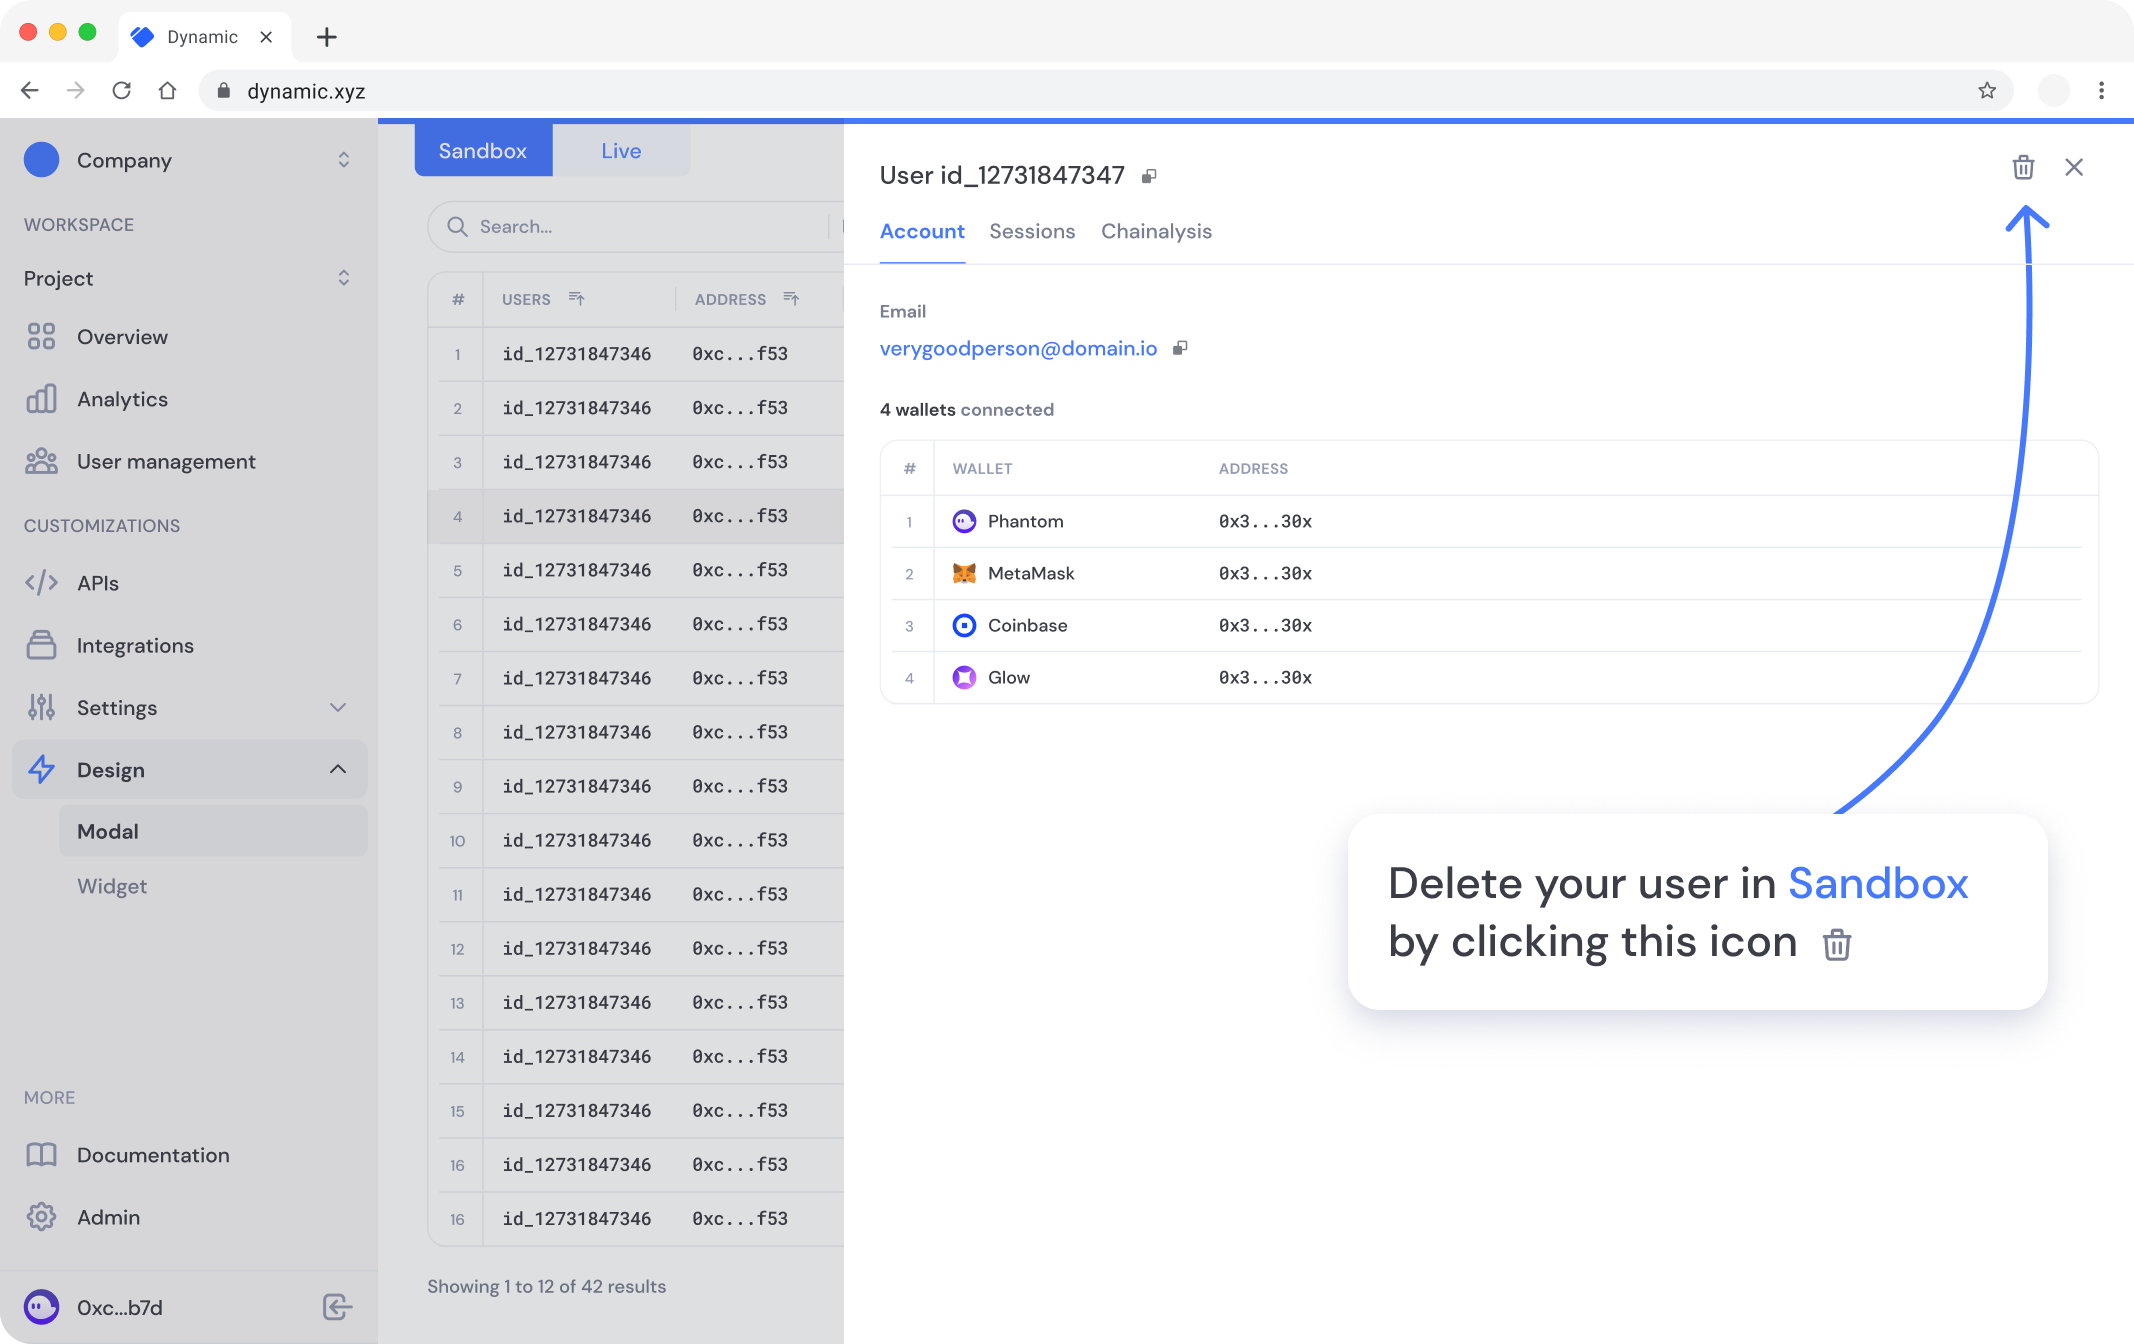 Dynamic
dynamic.xyz
Company
WORKSPACE
Project
Overview
Analytics
User management
CUSTOMIZATIONS
APIs
Integrations
Settings
Design
Modal
Widget
MORE
Documentation
Admin
0xc...b7d
Sandbox Live
Search...
# USERS ADDRESS
1 id_12731847346 0xc...f53
2 id_12731847346 0xc...f53
3 id_12731847346 0xc...f53
4 id_12731847346 0xc...f53
5 id_12731847346 0xc...f53
6 id_12731847346 0xc...f53
7 id_12731847346 0xc...f53
8 id_12731847346 0xc...f53
9 id_12731847346 0xc...f53
10 id_12731847346 0xc...f53
11 id_12731847346 0xc...f53
12 id_12731847346 0xc...f53
13 id_12731847346 0xc...f53
14 id_12731847346 0xc...f53
15 id_12731847346 0xc...f53
16 id_12731847346 0xc...f53
16 id_12731847346 0xc...f53
Showing 1 to 12 of 42 results
User id_12731847347
Account Sessions Chainalysis
Email
verygoodperson@domain.io
4 wallets connected
# WALLET ADDRESS
1 Phantom 0x3...30x
2 MetaMask 0x3...30x
3 Coinbase 0x3...30x
4 Glow 0x3...30x
Delete your user in Sandbox
by clicking this icon